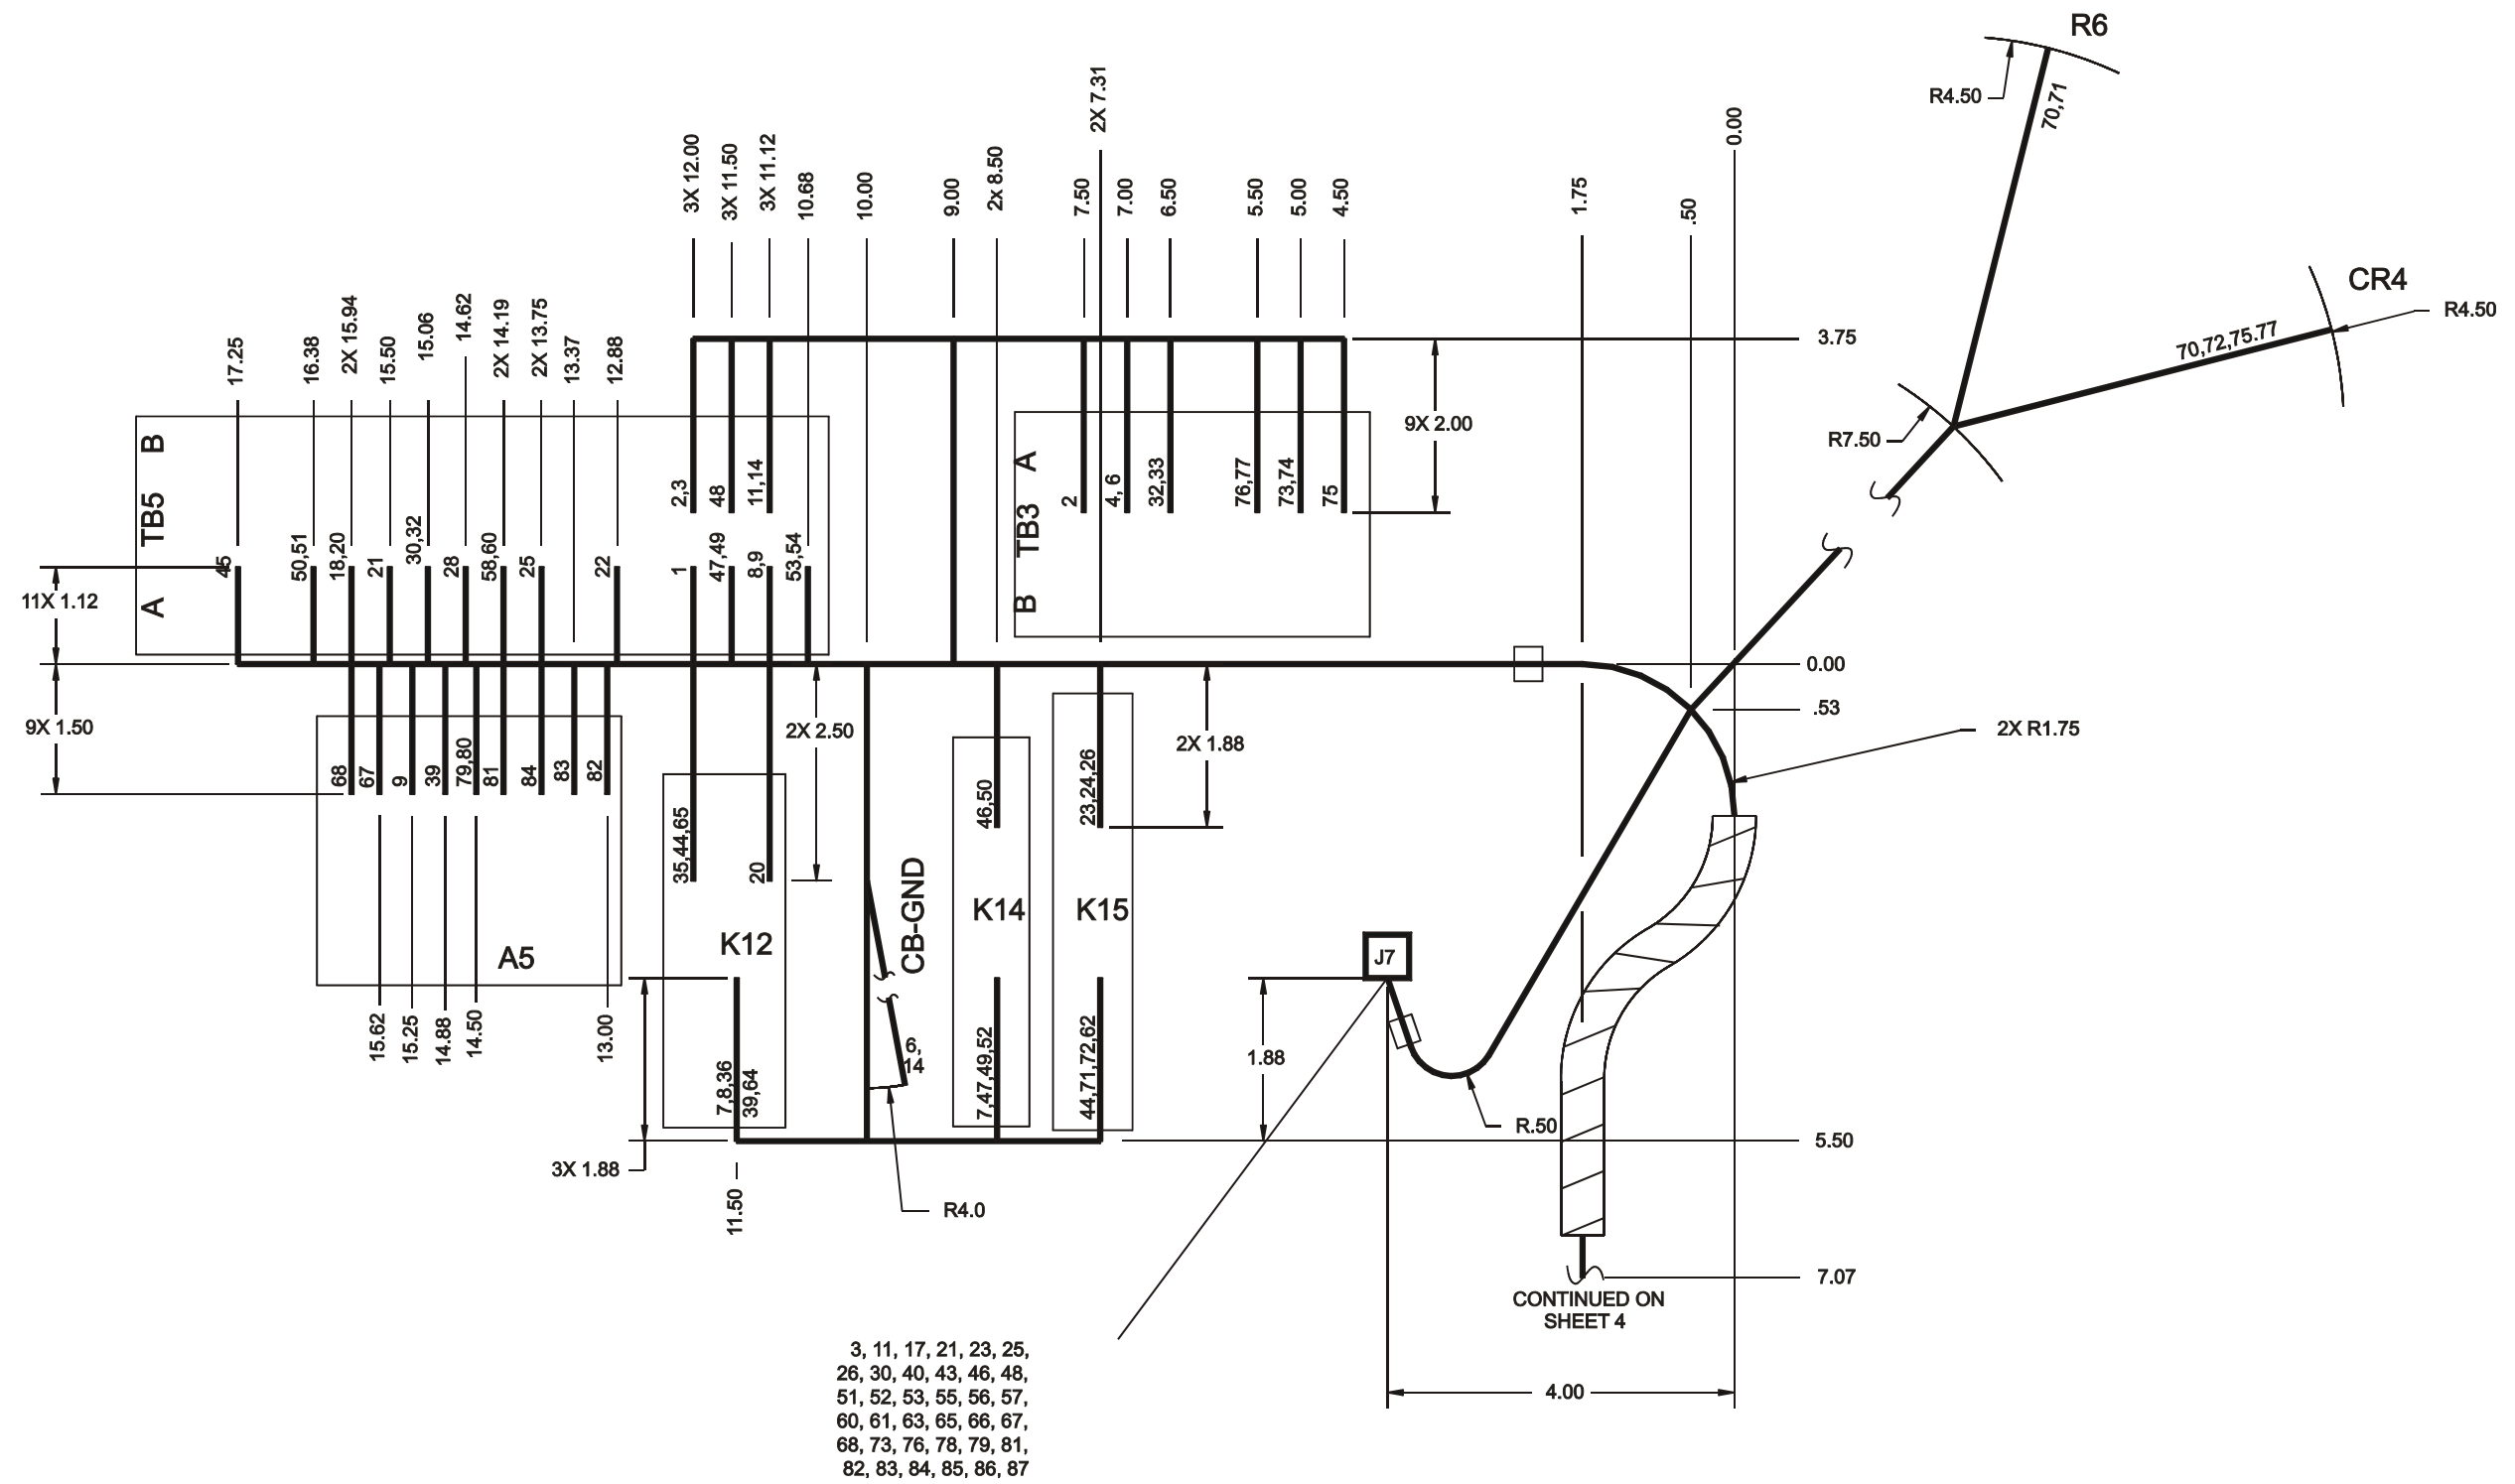 R6
R4.50
70,71
CR4
R4.50
70,72,75.77
R7.50
3X 12.00
3X 11.50
3X 11.12
10.68
10.00
9.00
2x 8.50
7.50
2X 7.31
7.00
6.50
5.50
5.00
4.50
1.75
.50
0.00
17.25
16.38
2X 15.94
15.50
15.06
14.62
2X 14.19
2X 13.75
13.37
12.88
3.75
9X 2.00
A TB5 B
B TB3 A
2,3
48
11,14
2
4, 6
32,33
76,77
73,74
75
45
50,51
18,20
21
30,32
28
58,60
25
22
1
47,49
8,9
53,54
11X 1.12
0.00
.53
9X 1.50
2X 2.50
2X 1.88
2X R1.75
68
67
9
39
79,80
81
84
83
82
35,44,65
20
46,50
23,24,26
A5
K12
CB-GND
K14
K15
J7
15.62
15.25
14.88
14.50
13.00
7,8,36
39,64
6,
14
7,47,49,52
44,71,72,62
1.88
R.50
5.50
3X 1.88
11.50
R4.0
7.07
CONTINUED ON
SHEET 4
4.00
3, 11, 17, 21, 23, 25,
26, 30, 40, 43, 46, 48,
51, 52, 53, 55, 56, 57,
60, 61, 63, 65, 66, 67,
68, 73, 76, 78, 79, 81,
82, 83, 84, 85, 86, 87